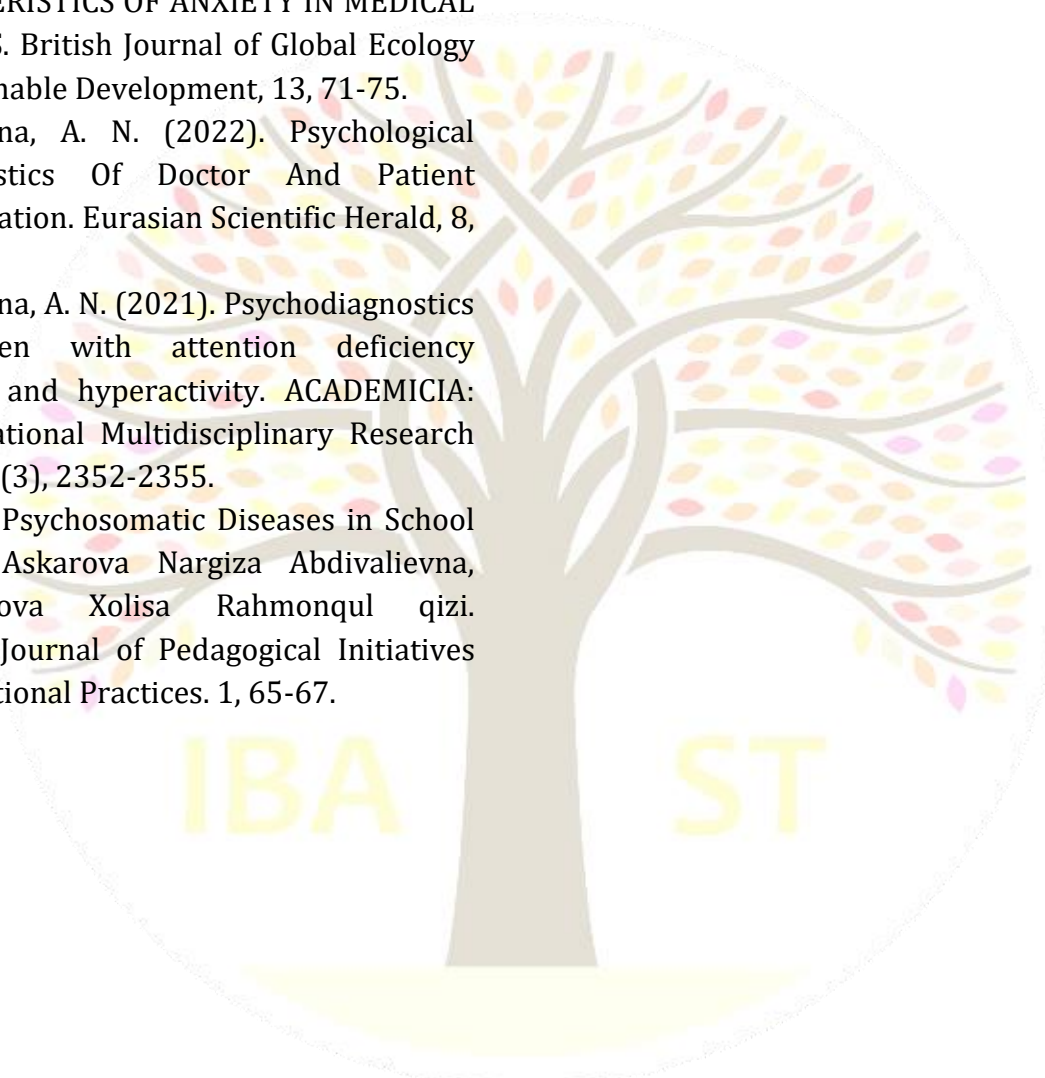 ERISTICS OF ANXIETY IN MEDICAL
S. British Journal of Global Ecology
nable Development, 13, 71-75.
na, A. N. (2022). Psychological
stics Of Doctor And Patient
ation. Eurasian Scientific Herald, 8,
na, A. N. (2021). Psychodiagnostics
en with attention deficiency
and hyperactivity. ACADEMICIA:
ational Multidisciplinary Research
(3), 2352-2355.
Psychosomatic Diseases in School
Askarova Nargiza Abdivalievna,
ova Xolisa Rahmonqul qizi.
Journal of Pedagogical Initiatives
tional Practices. 1, 65-67.
IBA ST